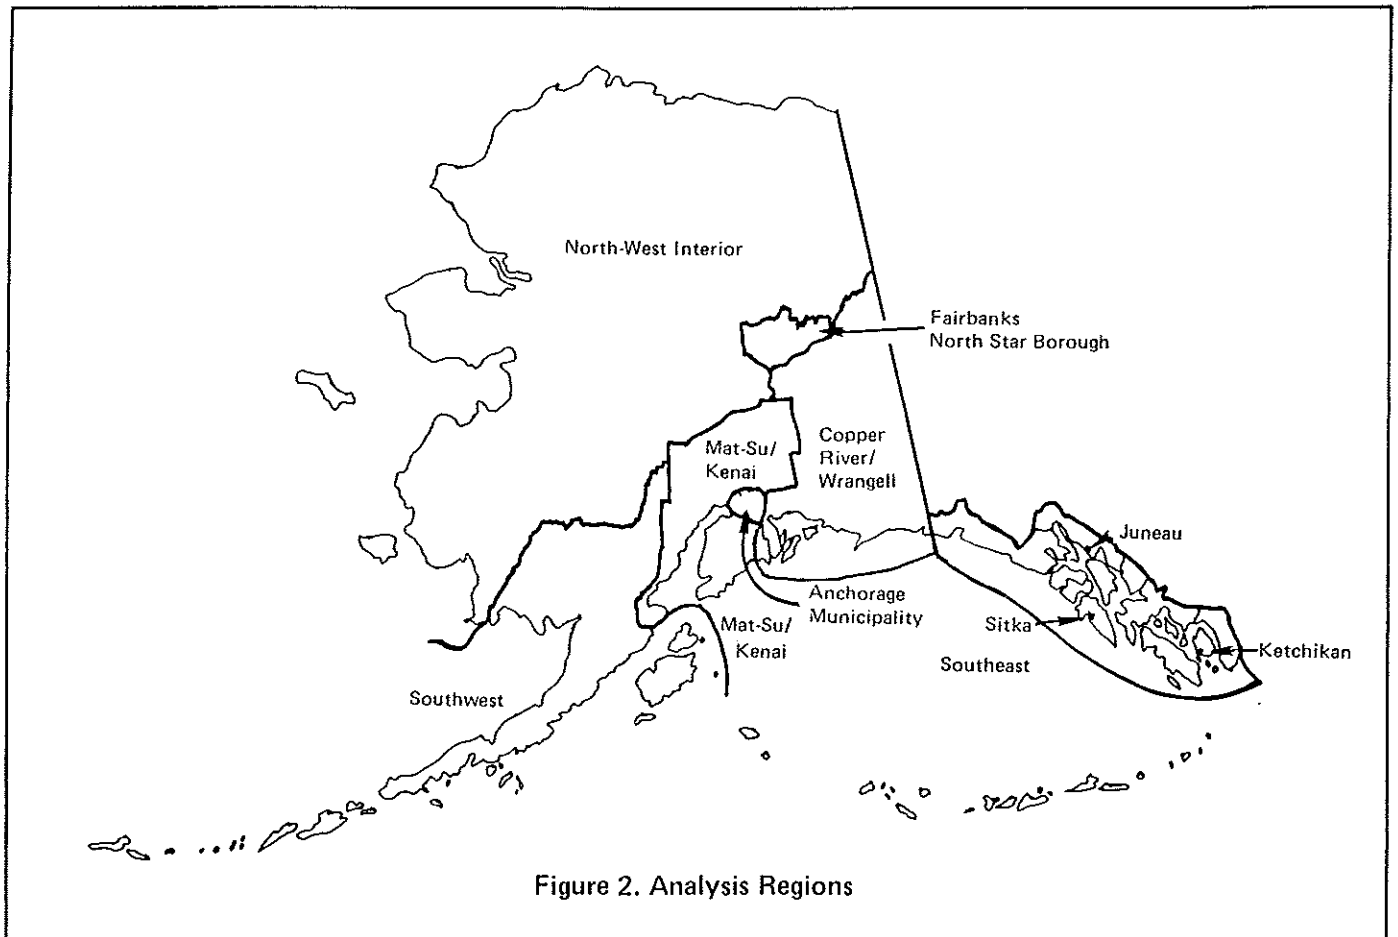 North-West Interior
Fairbanks
North Star Borough
Mat-Su/
Kenai
Copper
River/
Wrangell
Juneau
Anchorage
Municipality
Mat-Su/
Kenai
Sitka
Ketchikan
Southeast
Southwest
Figure 2. Analysis Regions